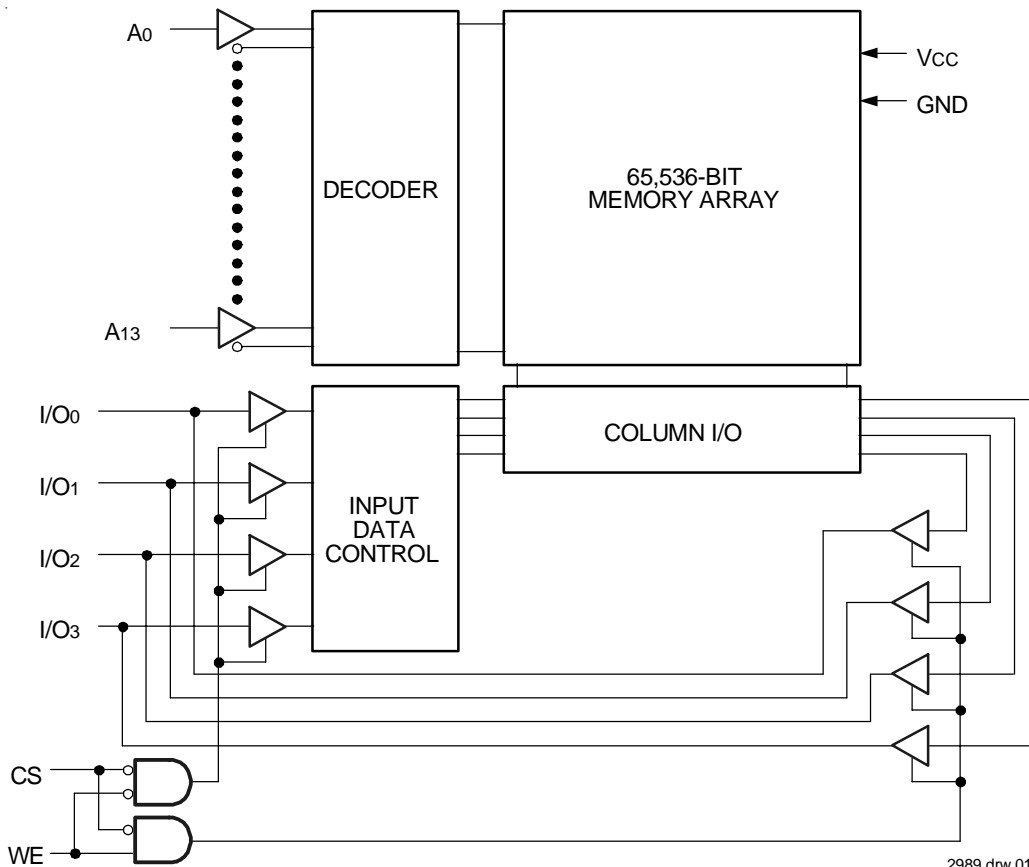 A0
VCC
GND
DECODER
65,536-BIT
MEMORY ARRAY
A13
I/O0
COLUMN I/O
I/O1
INPUT
DATA
CONTROL
I/O2
I/O3
CS
WE
2989 drw 01